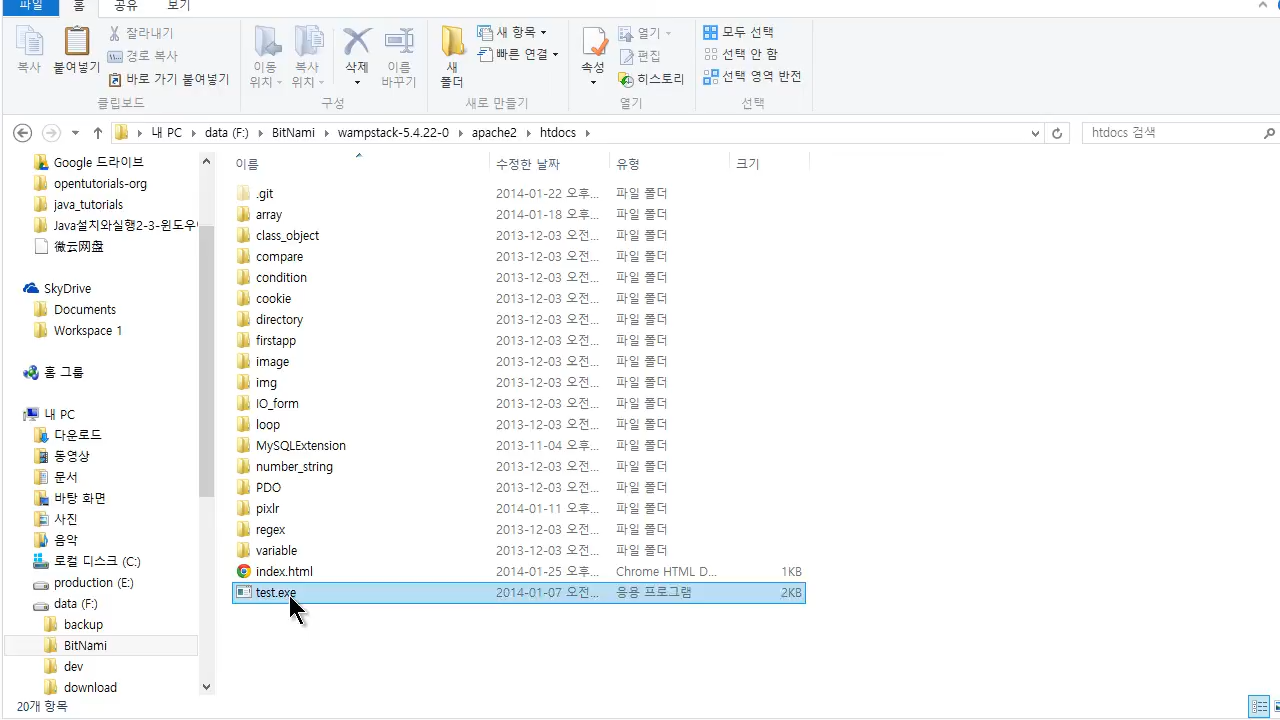 파일 홈 공유 보기
복사 붙여넣기 잘라내기 경로 복사 바로 가기 붙여넣기
이동 위치 복사 위치 삭제 이름 바꾸기
새 폴더 새 항목 빠른 연결
속성 열기 편집 히스토리
모두 선택 선택 안 함 선택 영역 반전
클립보드 구성 새로 만들기 열기 선택
내 PC data (F:) BitNami wampstack-5.4.22-0 apache2 htdocs
htdocs 검색
Google 드라이브
opentutorials-org
java_tutorials
Java설치와실행2-3-윈도우
微云网盘
SkyDrive
Documents
Workspace 1
홈 그룹
내 PC
다운로드
동영상
문서
바탕 화면
사진
음악
로컬 디스크 (C:)
production (E:)
data (F:)
backup
BitNami
dev
download
이름 수정한 날짜 유형 크기
.git 2014-01-22 오후... 파일 폴더
array 2014-01-18 오후... 파일 폴더
class_object 2013-12-03 오전... 파일 폴더
compare 2013-12-03 오전... 파일 폴더
condition 2013-12-03 오전... 파일 폴더
cookie 2013-12-03 오전... 파일 폴더
directory 2013-12-03 오전... 파일 폴더
firstapp 2013-12-03 오전... 파일 폴더
image 2013-12-03 오전... 파일 폴더
img 2013-12-03 오전... 파일 폴더
IO_form 2013-12-03 오전... 파일 폴더
loop 2013-12-03 오전... 파일 폴더
MySQLExtension 2013-11-04 오후... 파일 폴더
number_string 2013-12-03 오전... 파일 폴더
PDO 2013-12-03 오전... 파일 폴더
pixlr 2014-01-11 오후... 파일 폴더
regex 2013-12-03 오전... 파일 폴더
variable 2013-12-03 오전... 파일 폴더
index.html 2014-01-25 오후... Chrome HTML D... 1KB
test.exe 2014-01-07 오전... 응용 프로그램 2KB
20개 항목